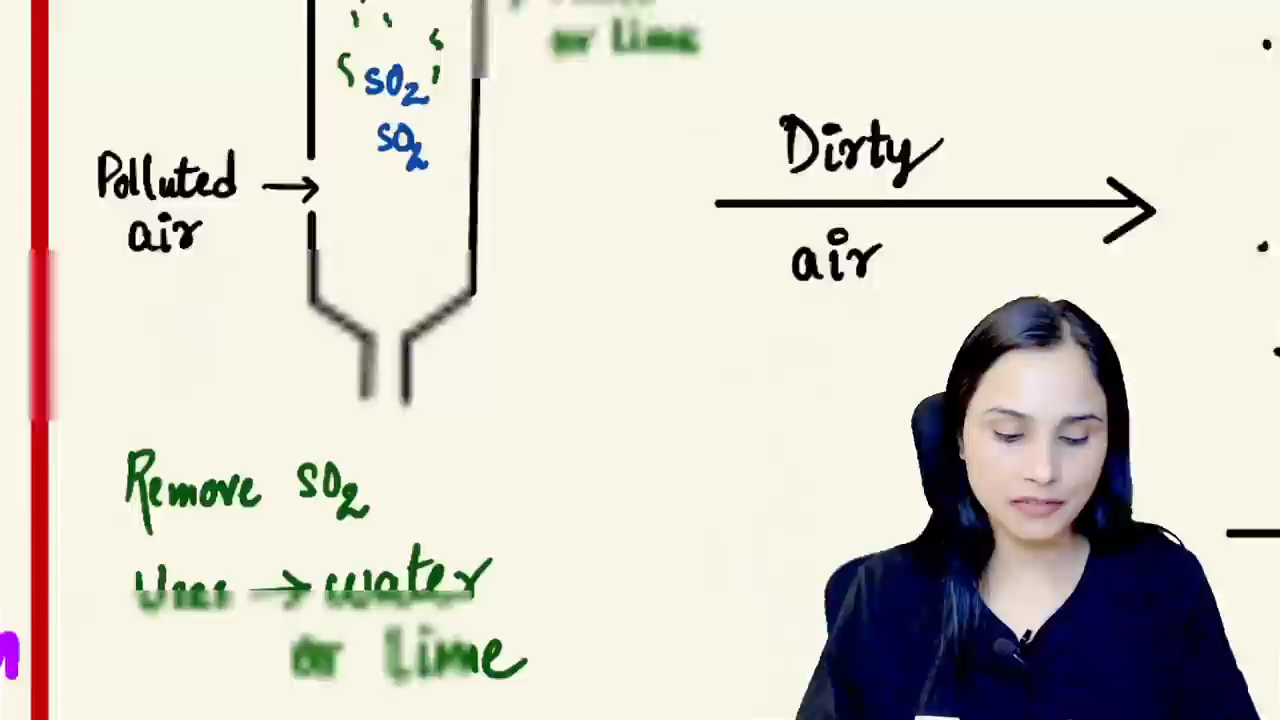 or Lime
SO2
SO2
Polluted
air
Dirty
air
Remove SO2
Uses → water
or Lime